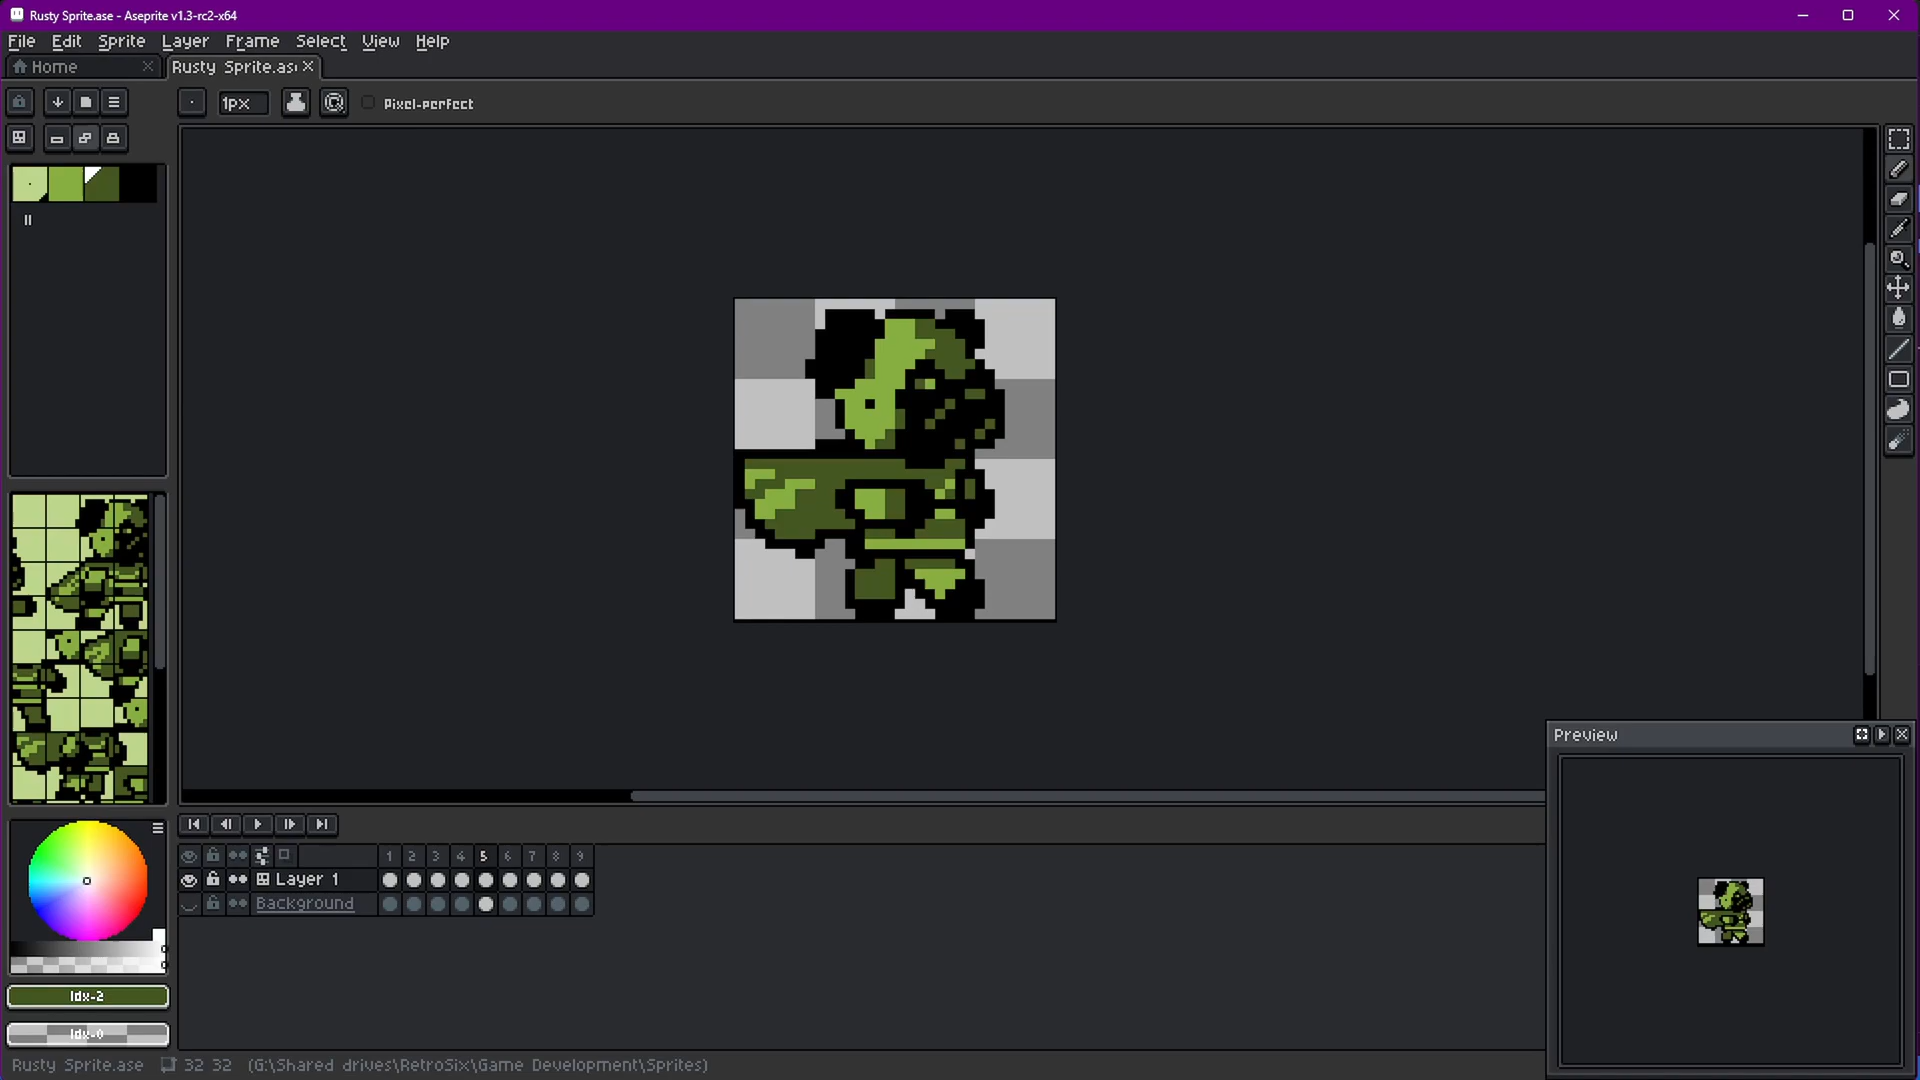 Rusty Sprite.ase - Aseprite v1.3-rc2-x64
File Edit Sprite Layer Frame Select View Help
Home
Rusty Sprite.as
1px
Pixel-perfect
Preview
1 2 3 4 5 6 7 8 9
Layer 1
Background
Idx-2
Idx-0
Rusty Sprite.ase 32 32 (G:\Shared drives\RetroSix\Game Development\Sprites)